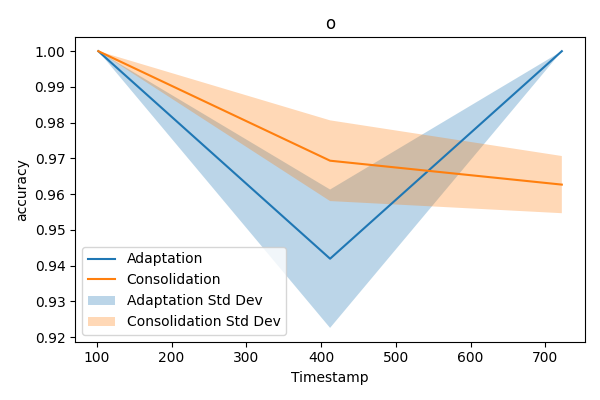 o
1.00
0.99
0.98
0.97
0.96
0.95
0.94
0.93
0.92
accuracy
Adaptation
Consolidation
Adaptation Std Dev
Consolidation Std Dev
100 200 300 400 500 600 700
Timestamp